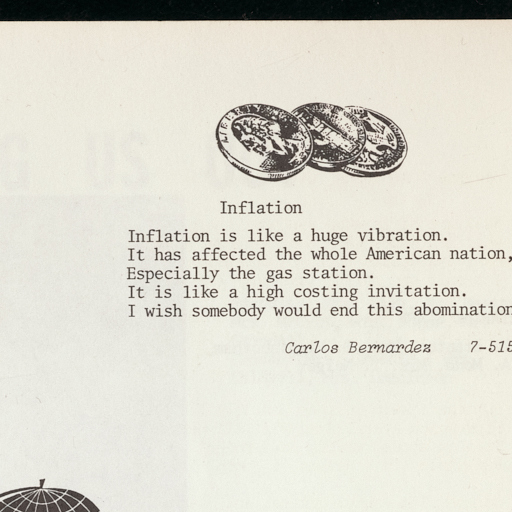 LIBERTY
Inflation
Inflation is like a huge vibration.
It has affected the whole American nation,
Especially the gas station.
It is like a high costing invitation.
I wish somebody would end this abomination
Carlos Bernardez 7-515